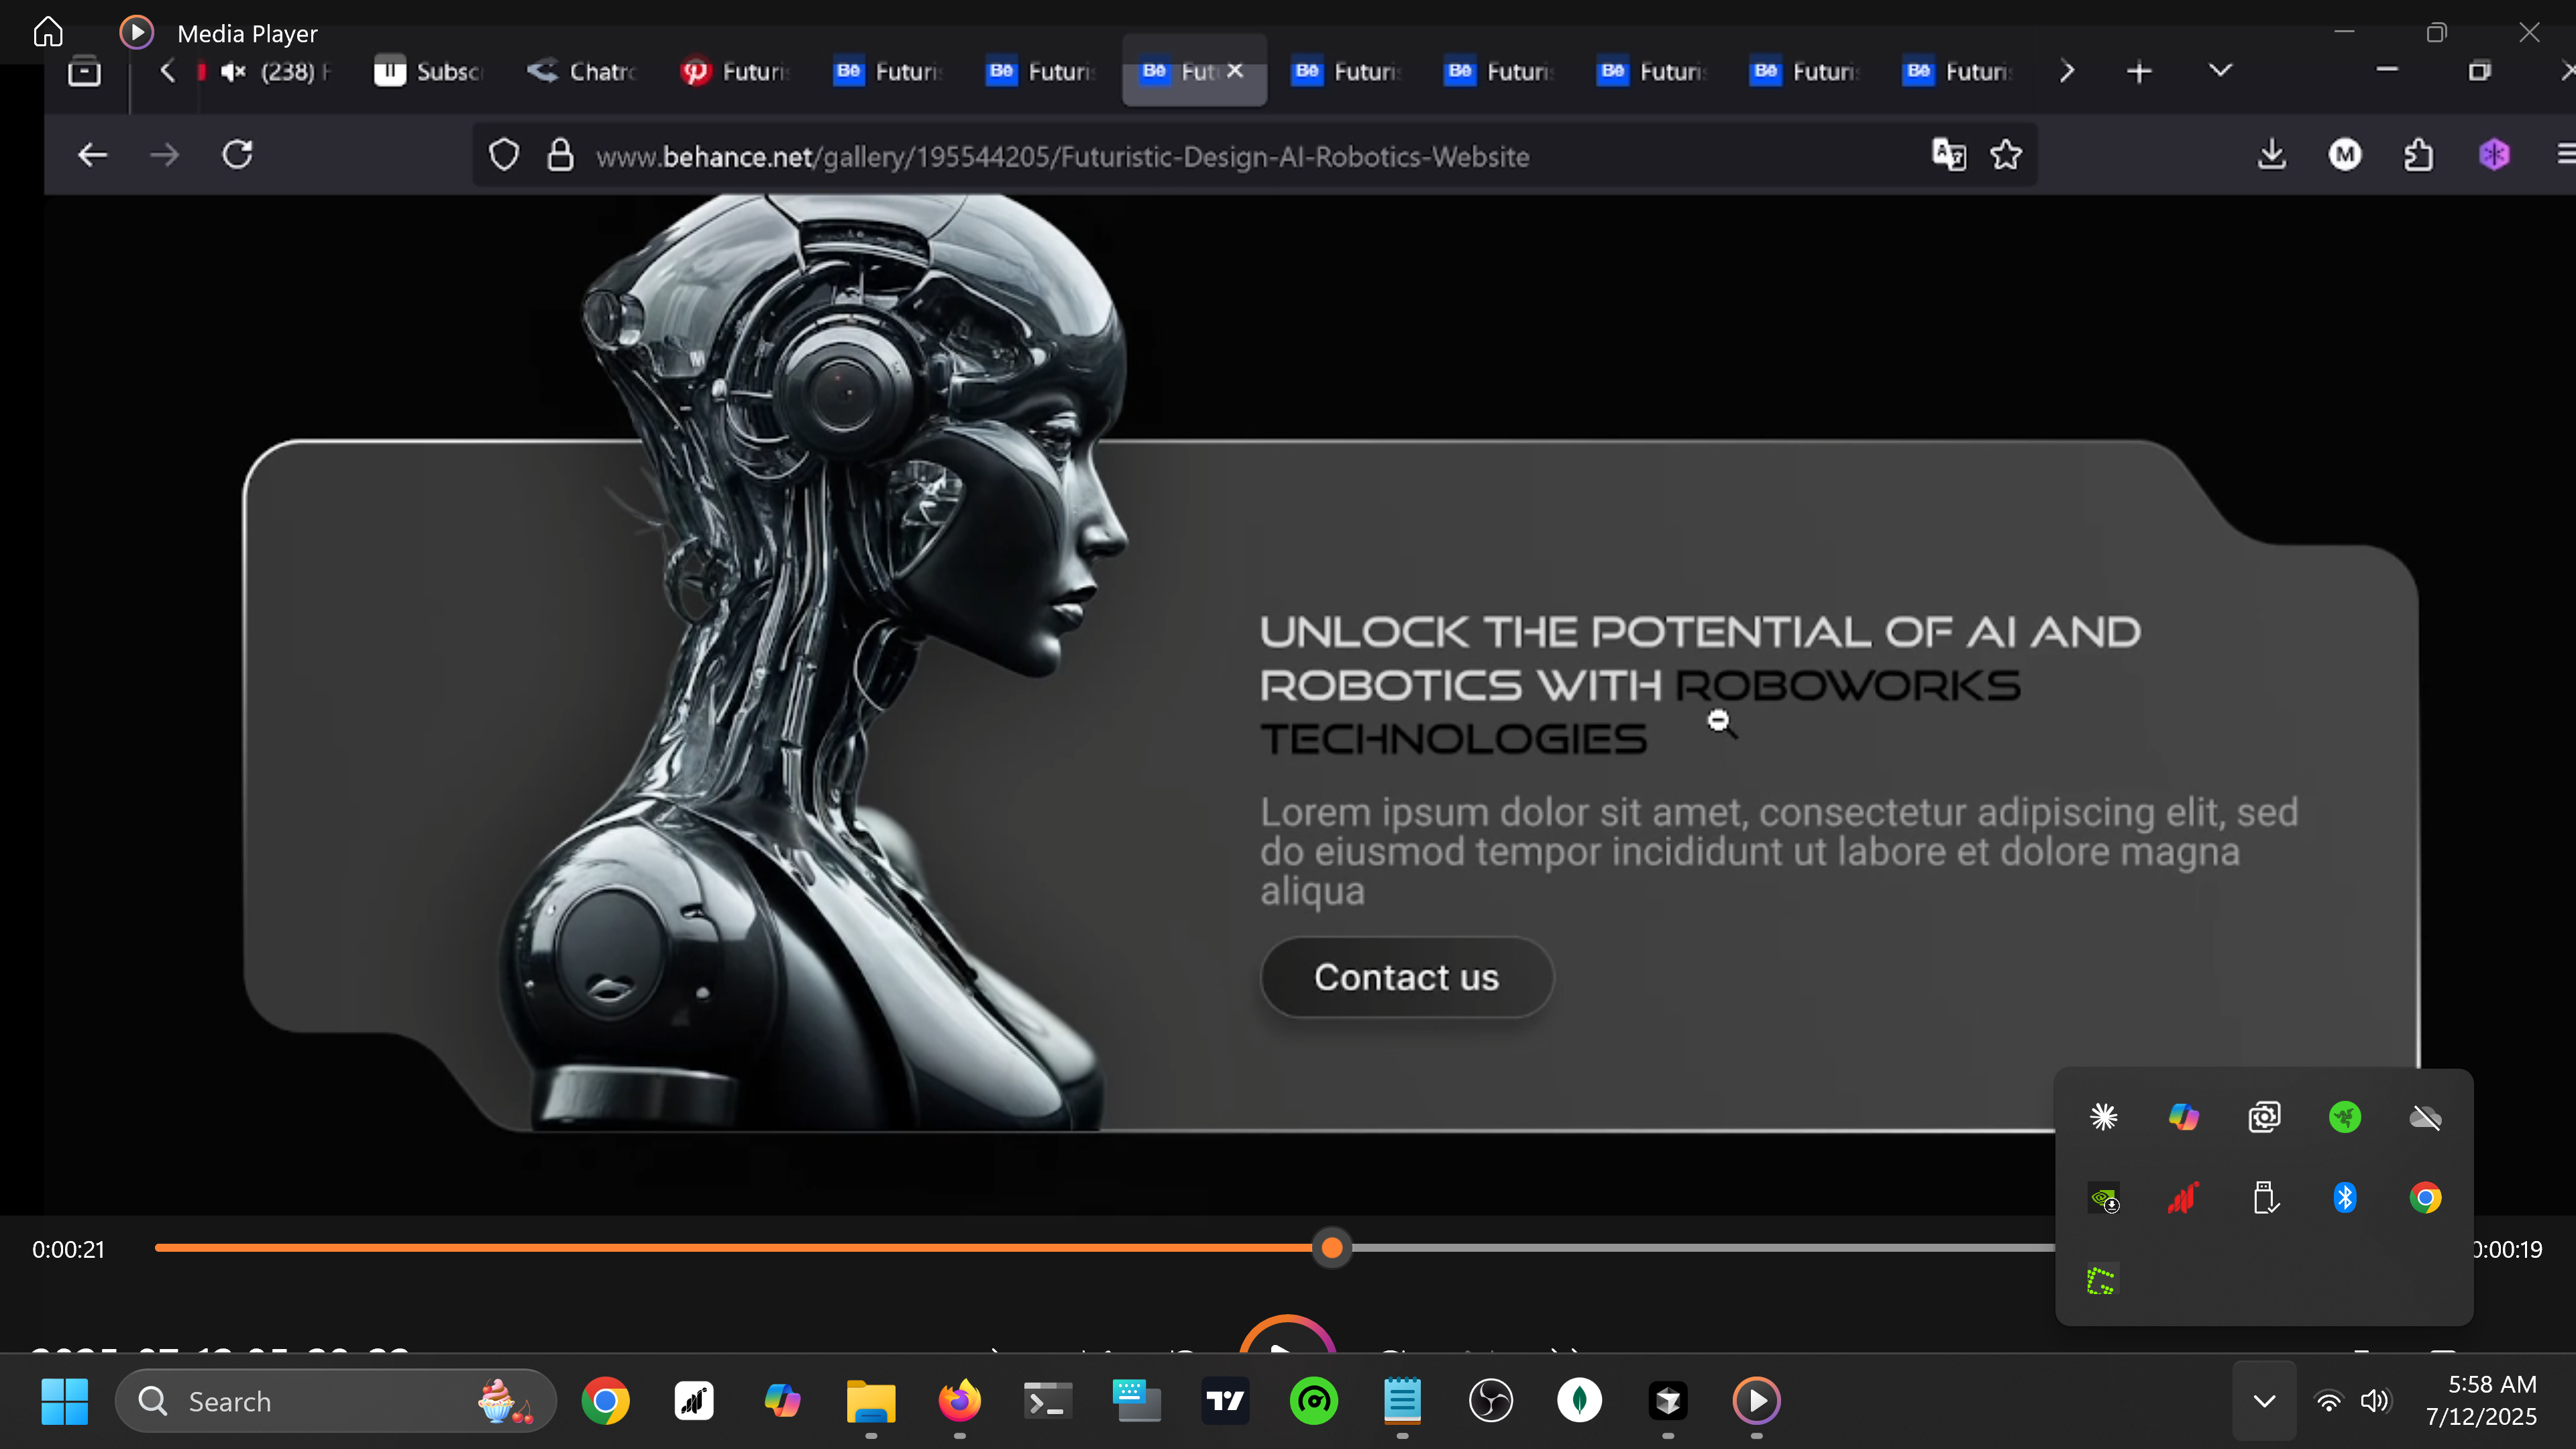 Media Player
(238) F
Subsc
Chatro
Futuri
Futuri
Futuri
Fut
Futuri
Futuri
Futuri
Futuri
Futuri
www.behance.net/gallery/195544205/Futuristic-Design-AI-Robotics-Website
M
UNLOCK THE POTENTIAL OF AI AND
ROBOTICS WITH ROBOWORKS
TECHNOLOGIES
Lorem ipsum dolor sit amet, consectetur adipiscing elit, sed
do eiusmod tempor incididunt ut labore et dolore magna
aliqua
Contact us
0:00:21
0:00:19
Search
5:58 AM
7/12/2025